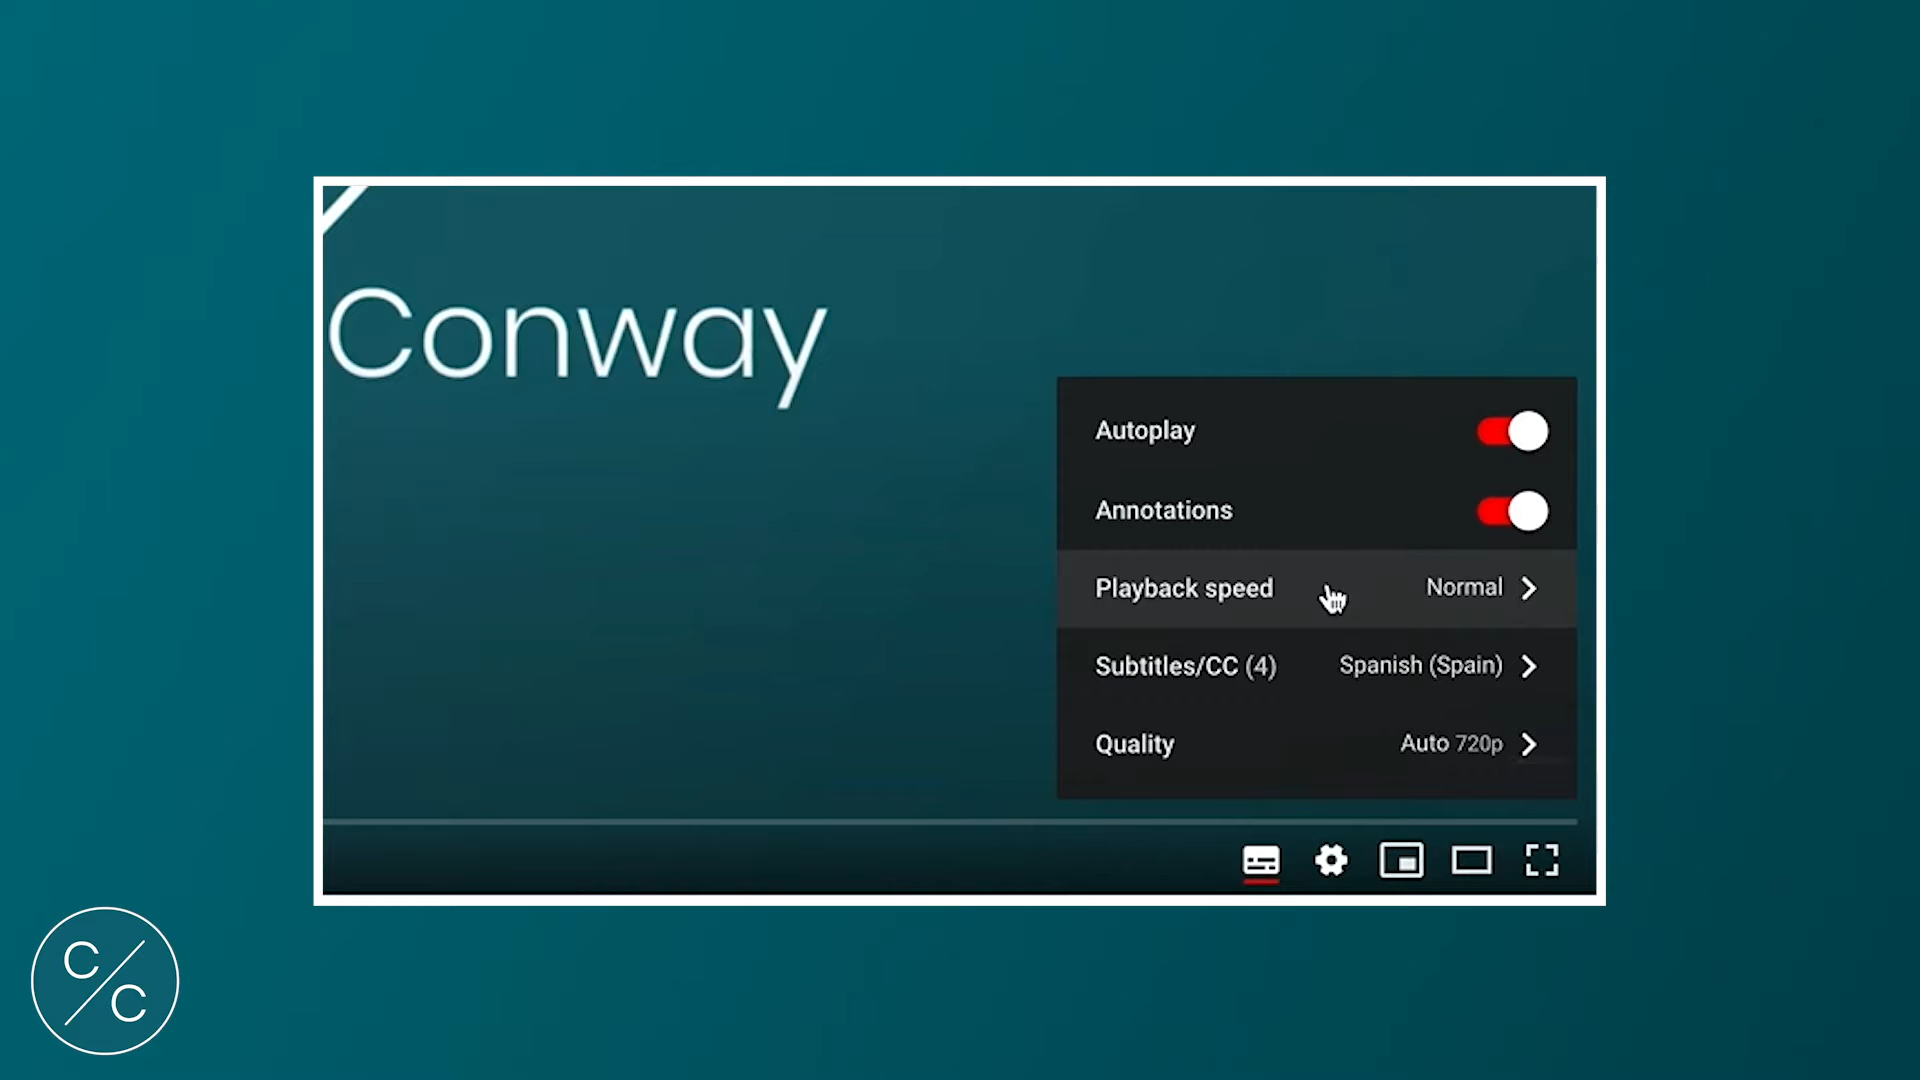 Conway
Autoplay
Annotations
Playback speed Normal
Subtitles/CC (4) Spanish (Spain)
Quality Auto 720p
C/C